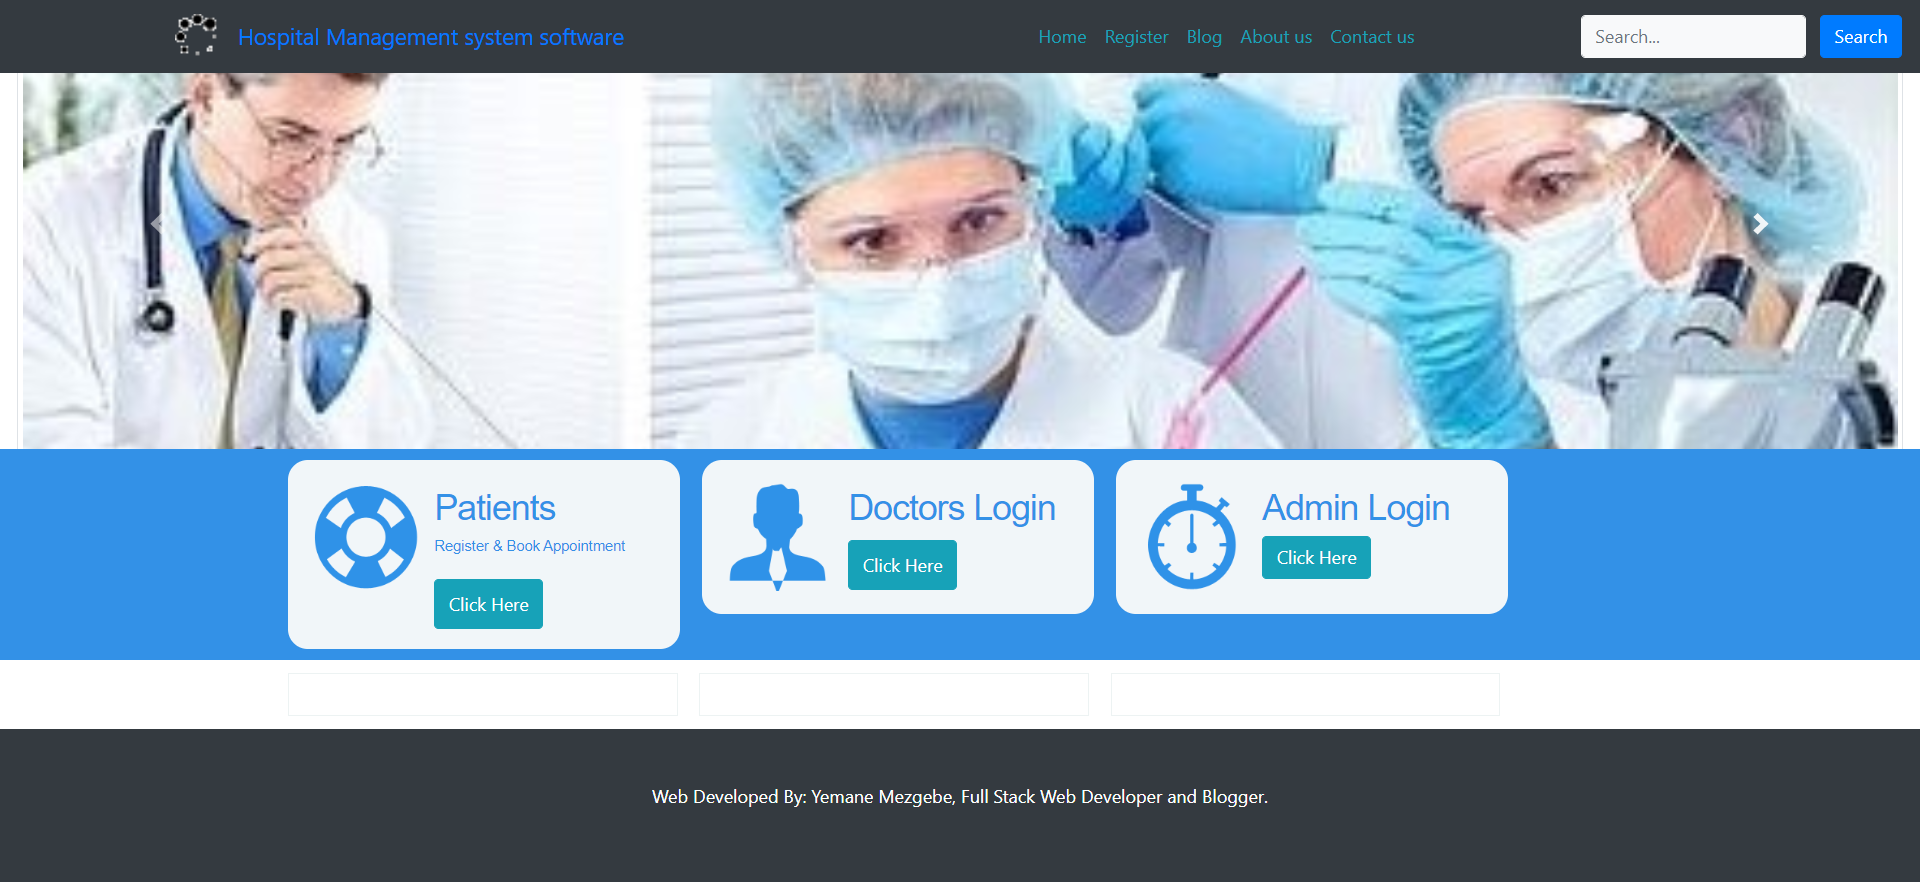 Hospital Management system software
Home Register Blog About us Contact us
Search...
Search
Patients
Register & Book Appointment
Click Here
Doctors Login
Click Here
Admin Login
Click Here
Web Developed By: Yemane Mezgebe, Full Stack Web Developer and Blogger.